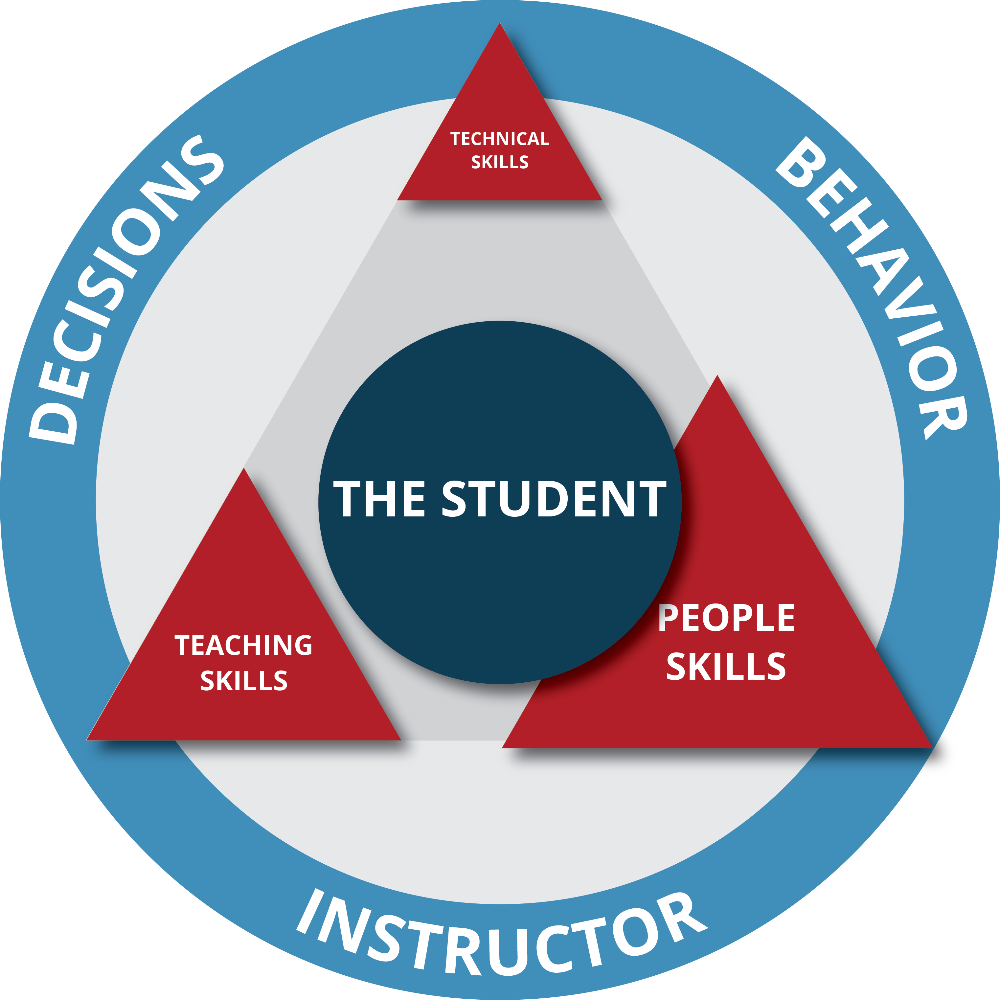 DECISIONS
BEHAVIOR
TECHNICAL
SKILLS
THE STUDENT
TEACHING
SKILLS
PEOPLE
SKILLS
INSTRUCTOR